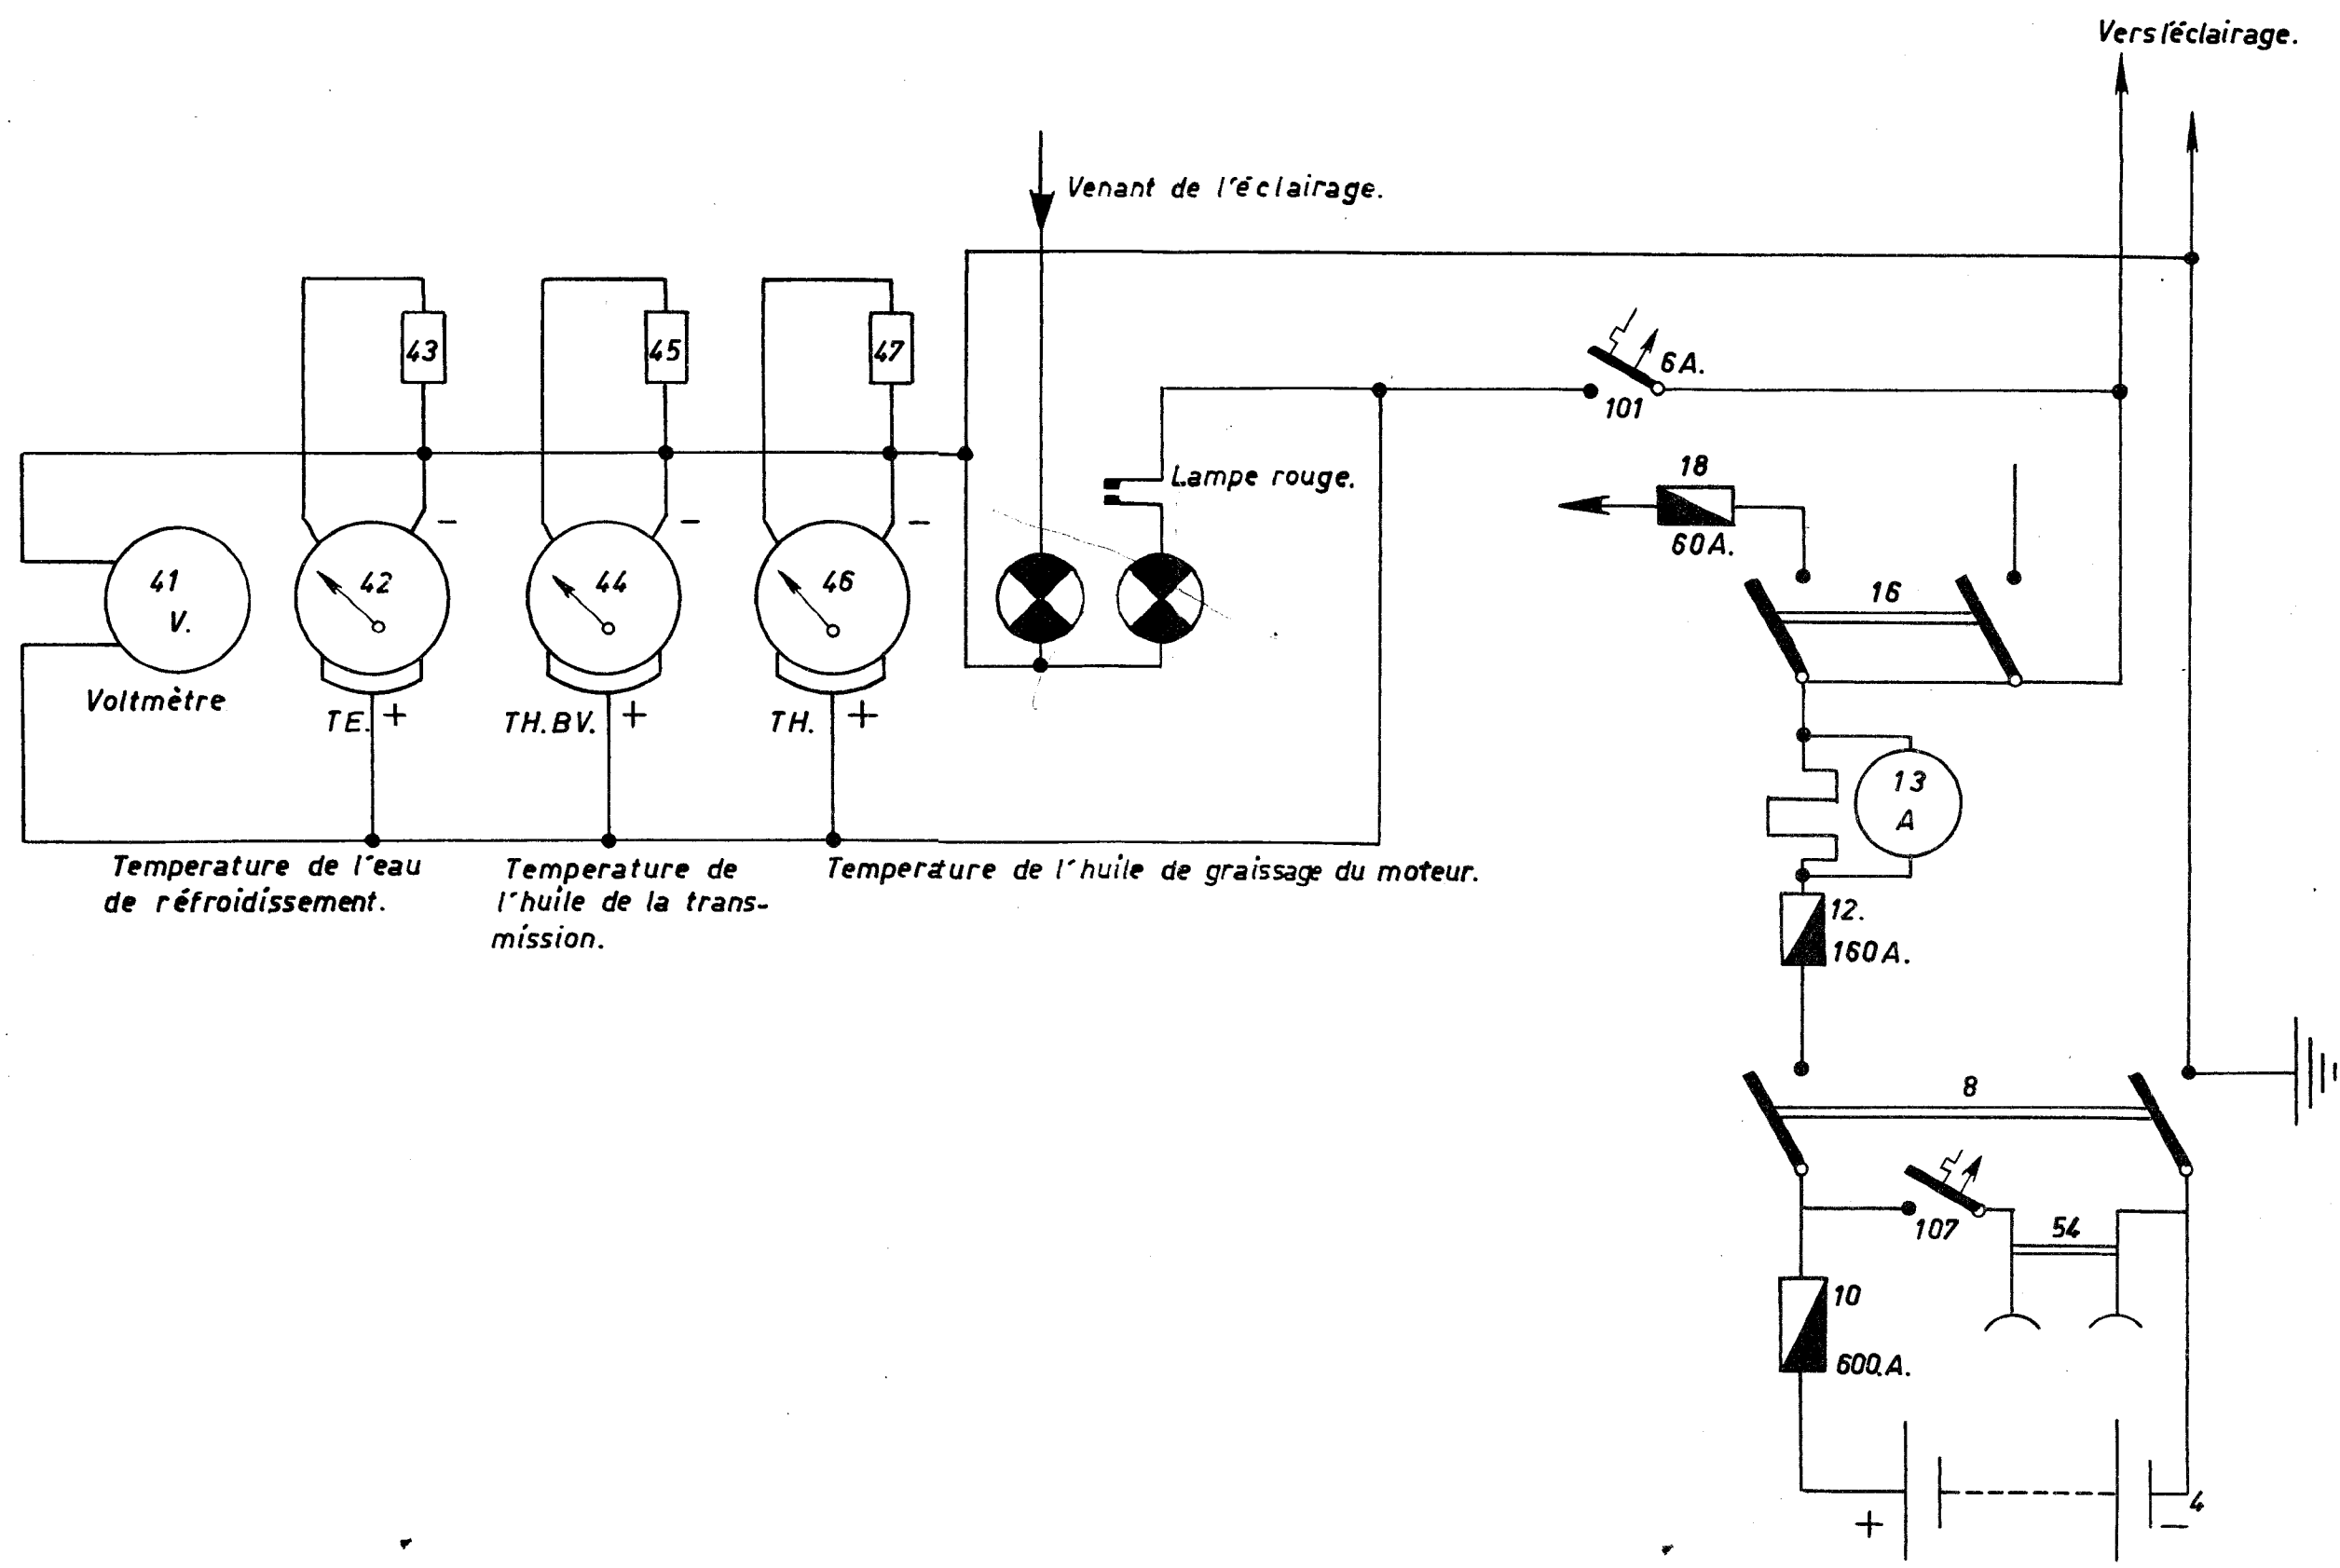 Vers l'éclairage.
Venant de l'éclairage.
43
45
47
6A.
101
18
60A.
Lampe rouge.
16
41
V.
42
44
46
-
-
-
Voltmètre
TE. +
TH.BV. +
TH. +
13
A
Temperature de l'eau
de réfroidissement.
Temperature de
l'huile de la trans-
mission.
Temperature de l'huile de graissage du moteur.
12.
160A.
8
107
54
10
600.A.
+
-
4